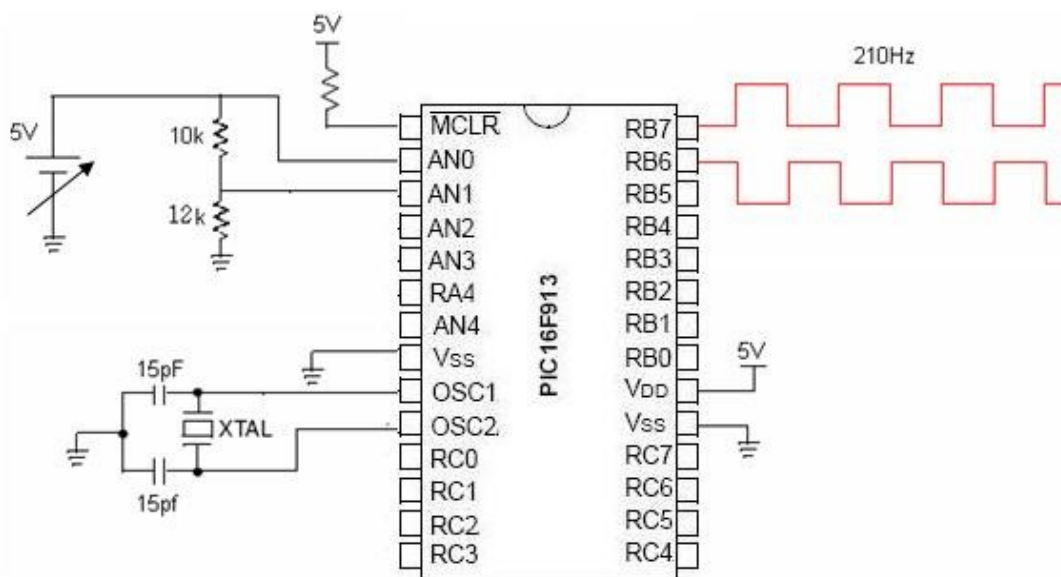 5V
210Hz
5V
10k
12k
MCLR
AN0
AN1
AN2
AN3
RA4
AN4
Vss
OSC1
OSC2
RC0
RC1
RC2
RC3
PIC16F913
RB7
RB6
RB5
RB4
RB3
RB2
RB1
RB0
VDD
Vss
RC7
RC6
RC5
RC4
5V
15pF
XTAL
15pf